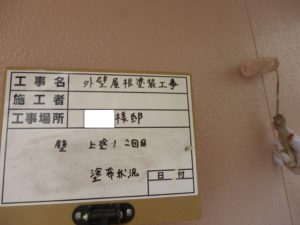 工事名 外壁屋根塗装工事
施工者
工事場所 様邸
壁 上塗り二回目
塗布状況
日付